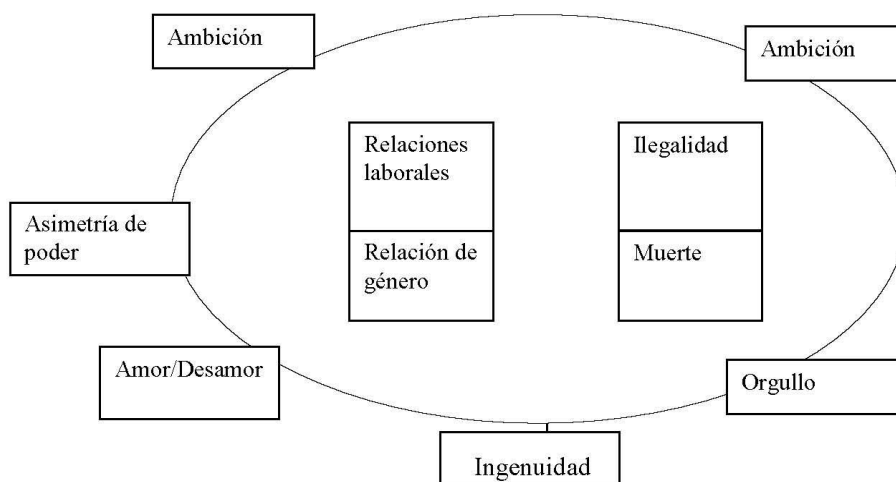 Ambición
Ambición
Relaciones
laborales
Ilegalidad
Asimetría de
poder
Relación de
género
Muerte
Amor/Desamor
Orgullo
Ingenuidad